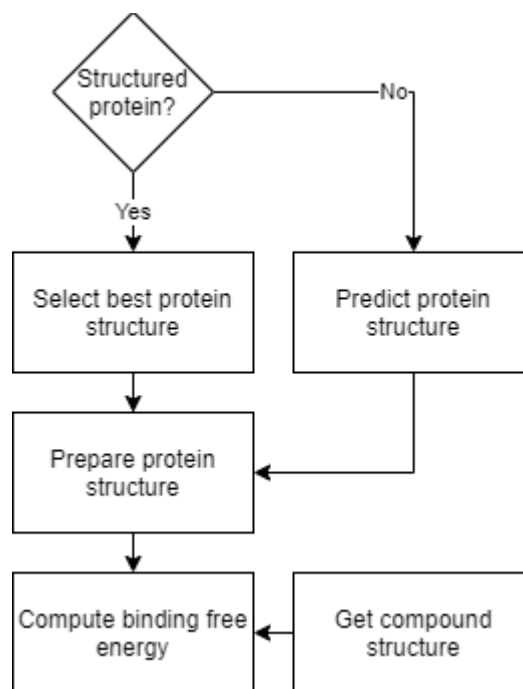 Structured
protein?
No
Yes
Select best protein
structure
Predict protein
structure
Prepare protein
structure
Compute binding free
energy
Get compound
structure